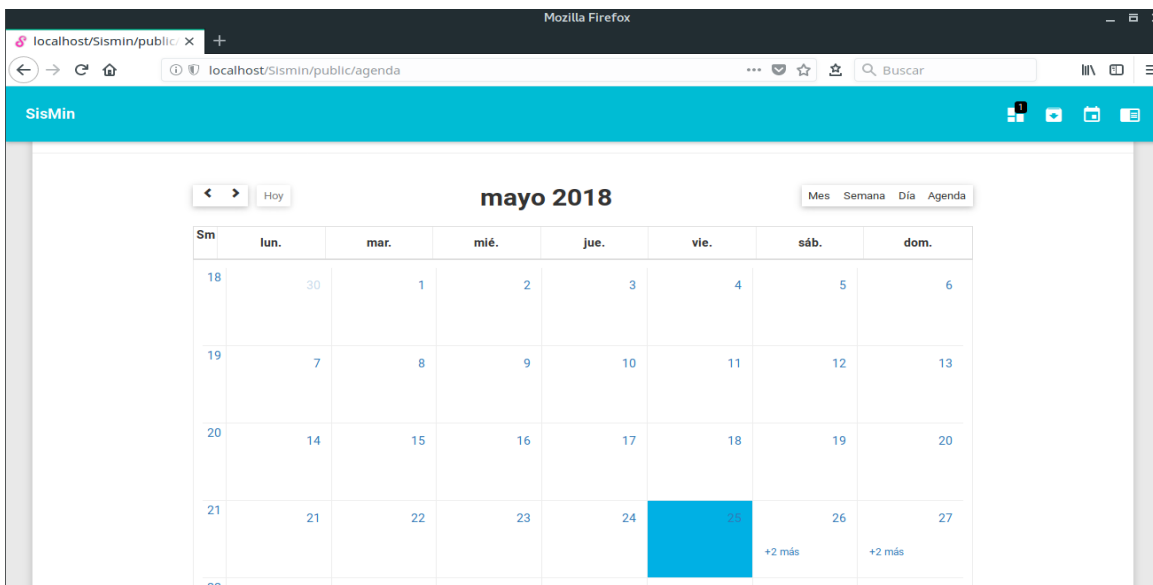 Mozilla Firefox
localhost/Sismin/public/
localhost/Sismin/public/agenda
Buscar
SisMin
1
Hoy
mayo 2018
Mes Semana Día Agenda
Sm lun. mar. mié. jue. vie. sáb. dom.
18 30 1 2 3 4 5 6
19 7 8 9 10 11 12 13
20 14 15 16 17 18 19 20
21 21 22 23 24 25 26 27
+2 más +2 más